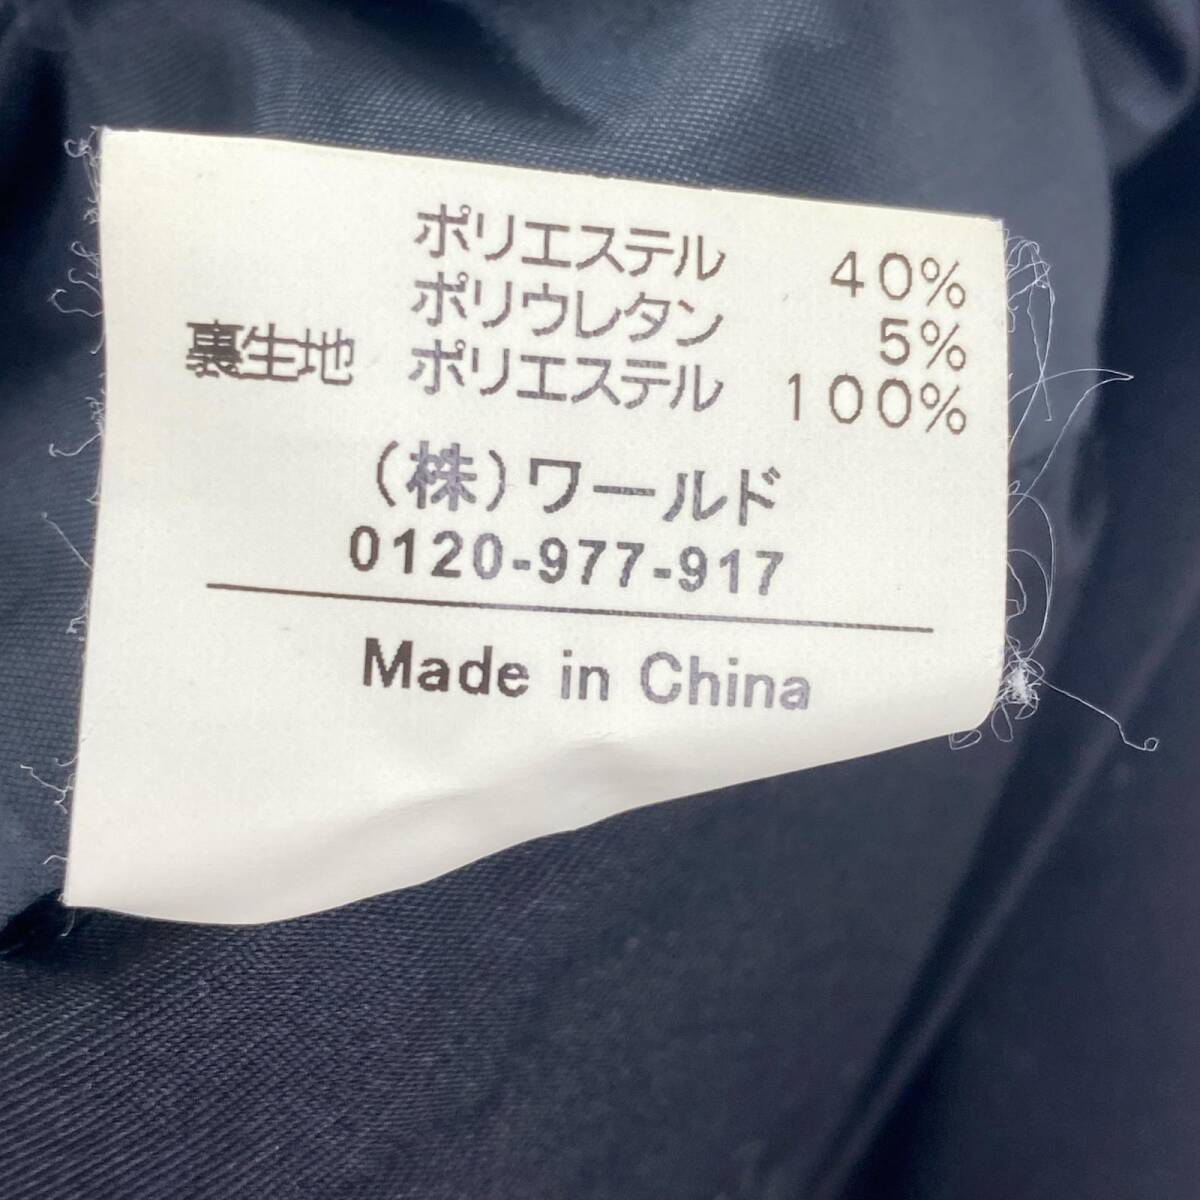 ポリエステル 40%
ポリウレタン 5%
裏生地 ポリエステル 100%
(株)ワールド
0120-977-917
Made in China